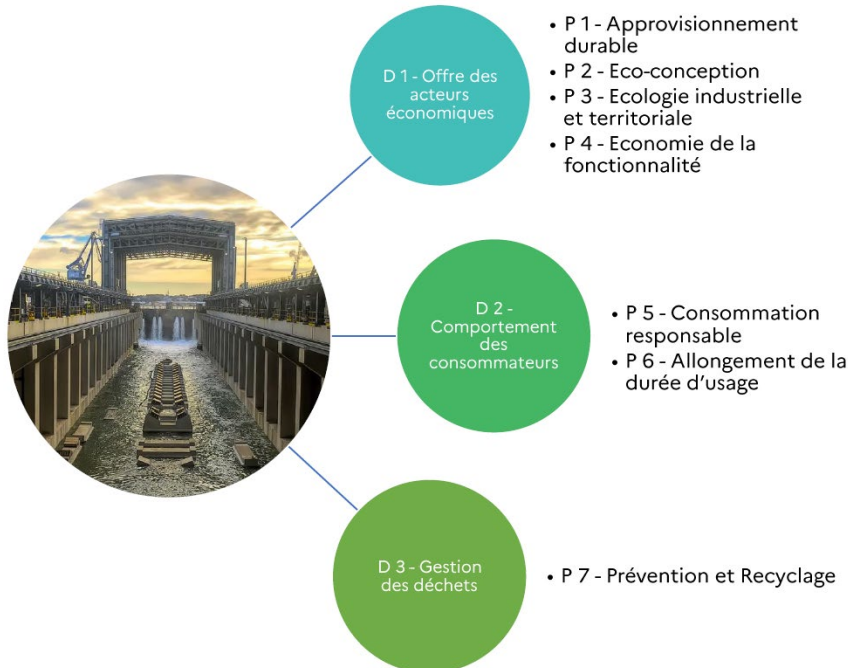 D 1 - Offre des
acteurs
économiques
• P 1 - Approvisionnement
durable
• P 2 - Eco-conception
• P 3 - Ecologie industrielle
et territoriale
• P 4 - Economie de la
fonctionnalité
D 2 -
Comportement
des
consommateurs
• P 5 - Consommation
responsable
• P 6 - Allongement de la
durée d’usage
D 3 - Gestion
des déchets
• P 7 - Prévention et Recyclage